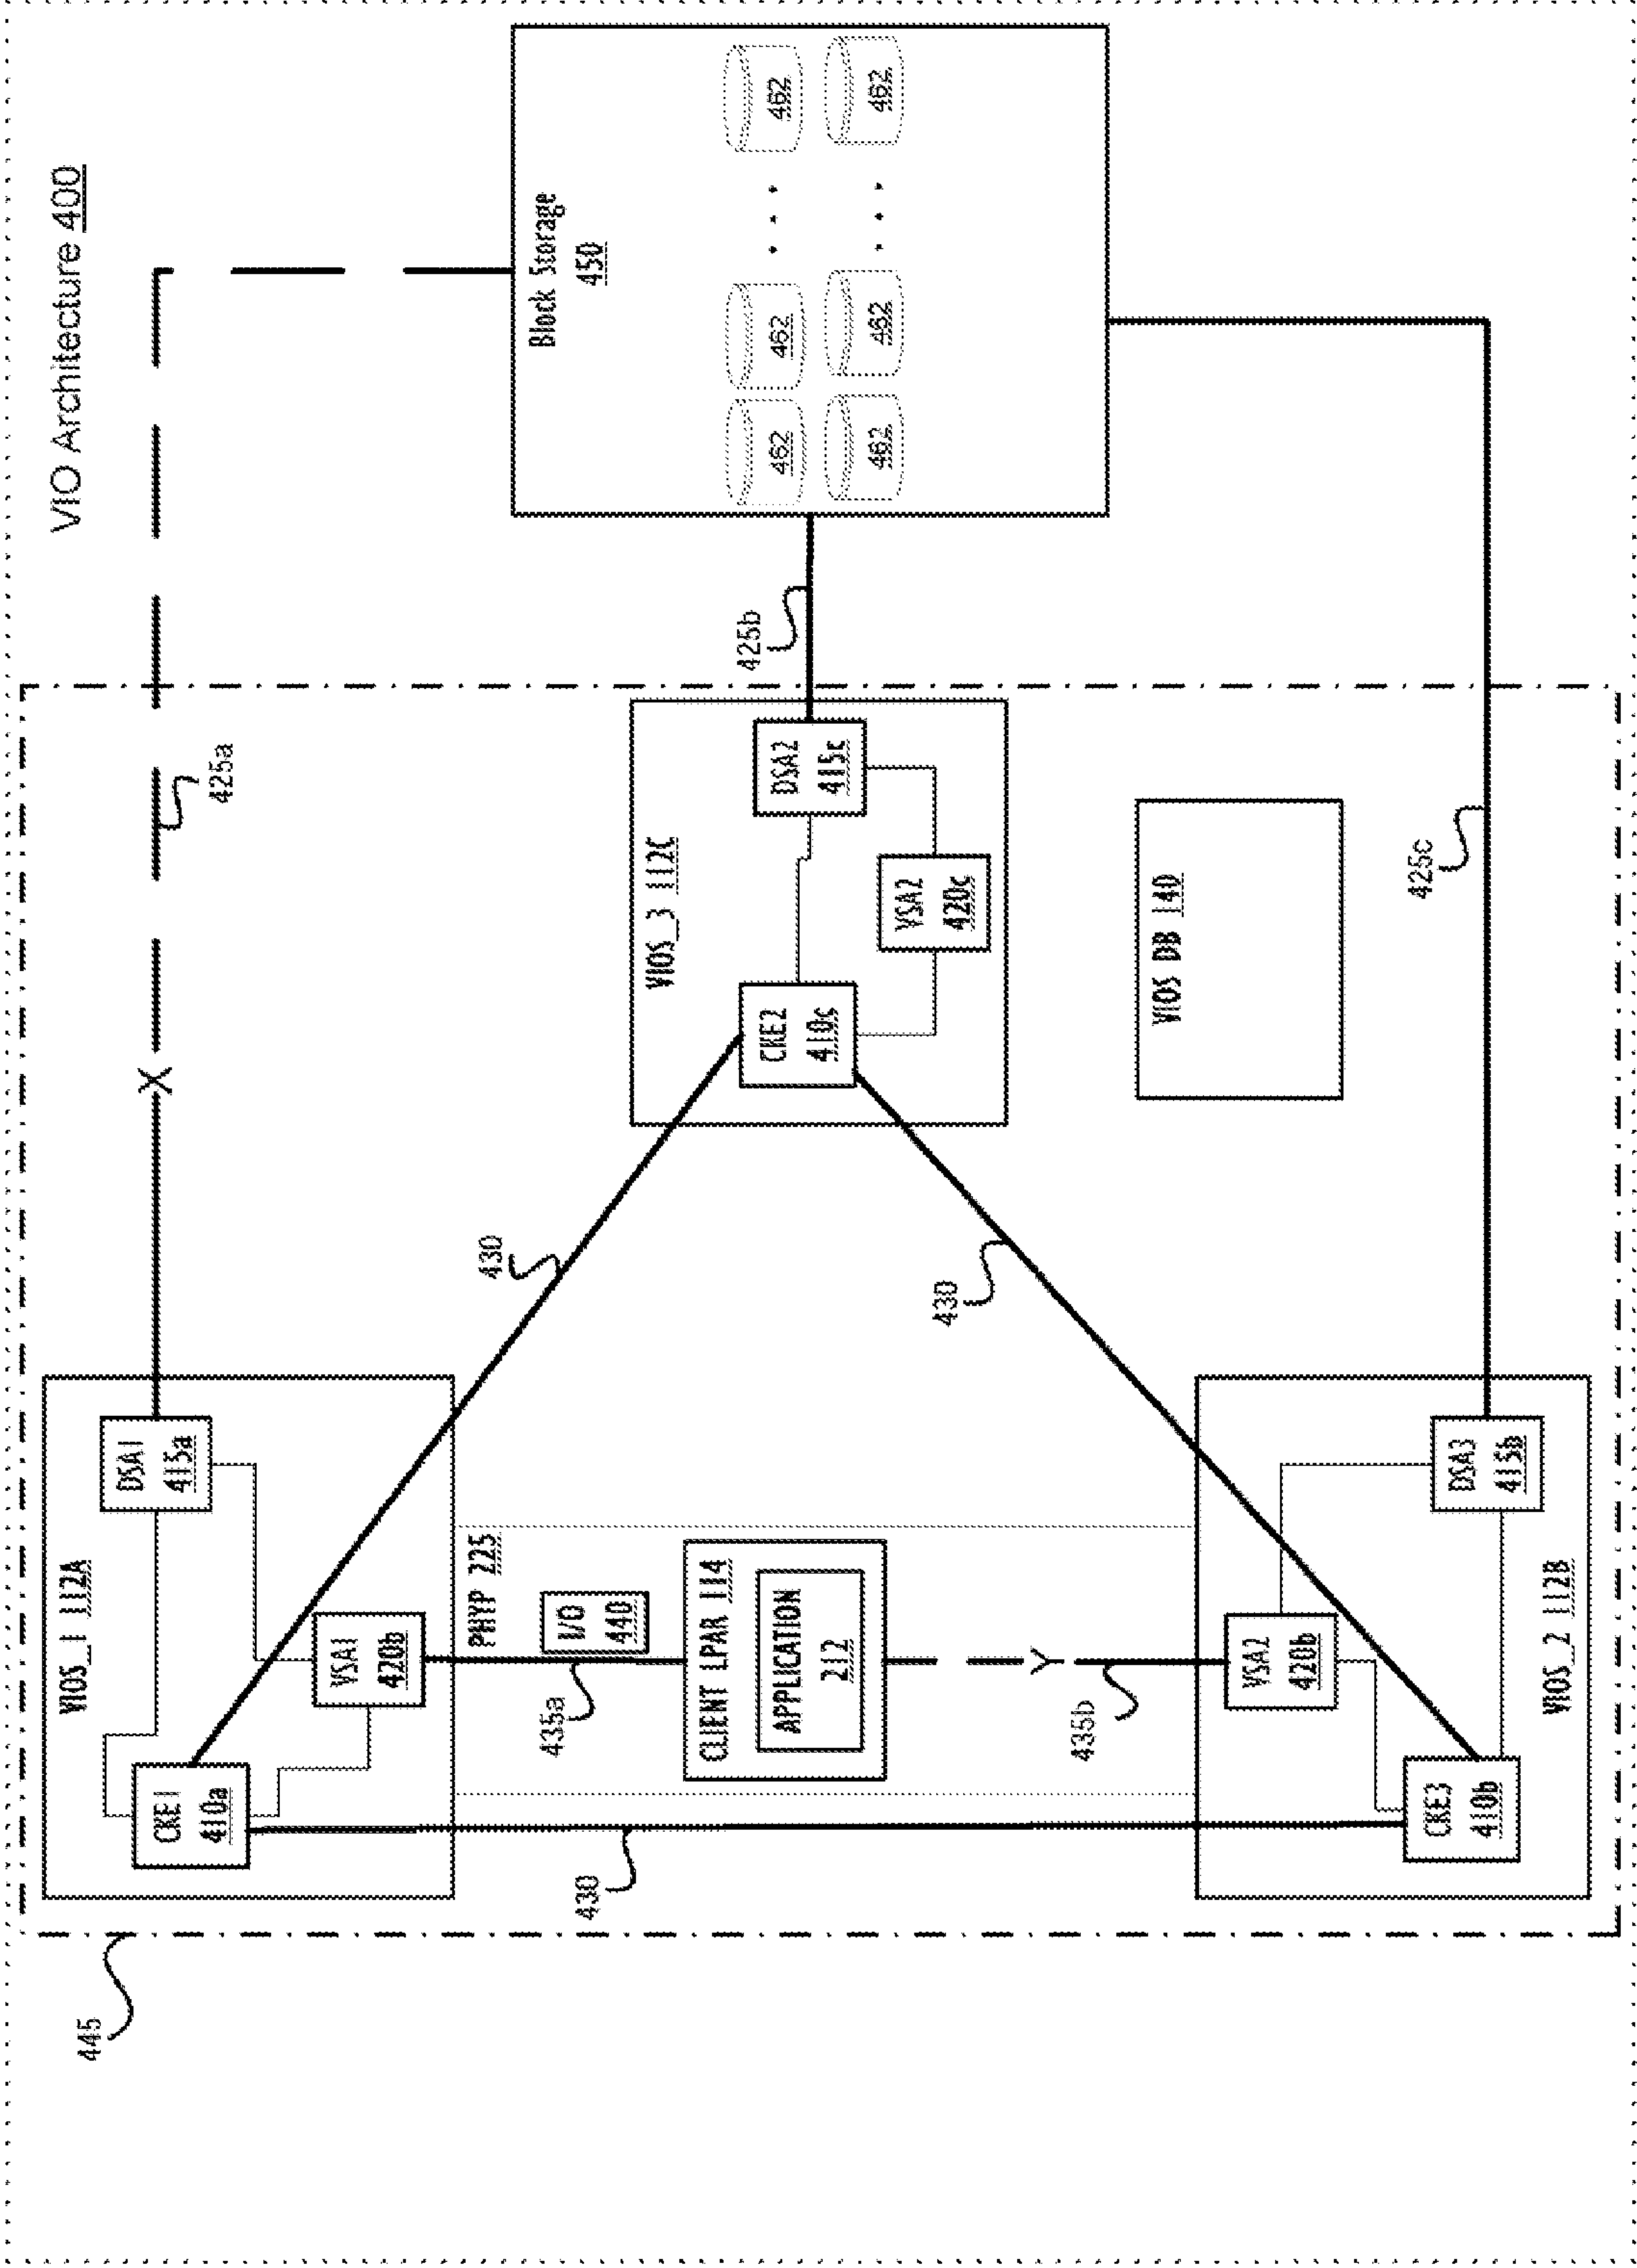 VIO Architecture 400
445
VIOS_1 112A
CKE1
410a
DSA1
415a
VSA1
420b
X
425a
Block Storage
450
462
462
462
462
462
462
430
PHYP 225
I/O
440
435a
CLIENT LPAR 114
APPLICATION
212
430
VIOS_3 112C
CKE2
410c
DSA2
415c
VSA2
420c
425b
430
Y
435b
VIOS DB 140
VSA2
420b
CKE3
410b
DSA3
415b
VIOS_2 112B
425c